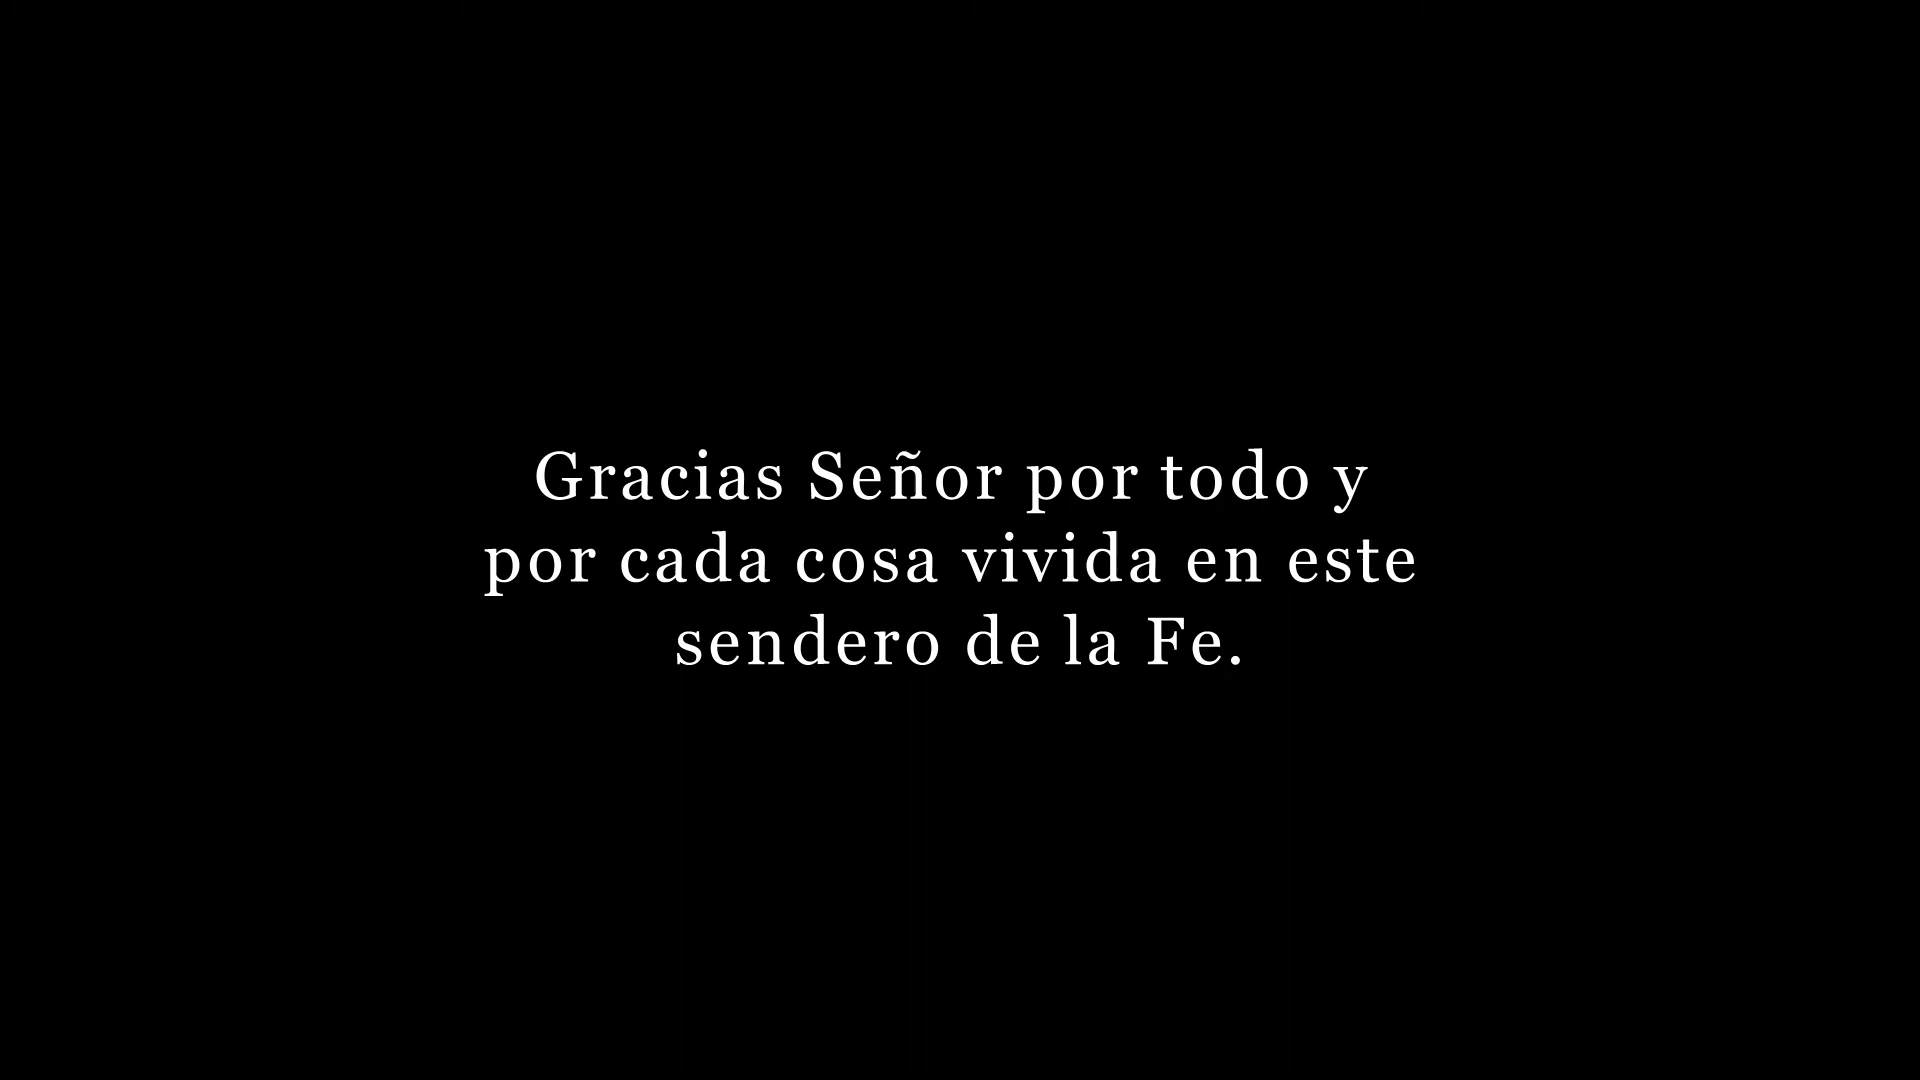 Gracias Señor por todo y
por cada cosa vivida en este
sendero de la Fe.